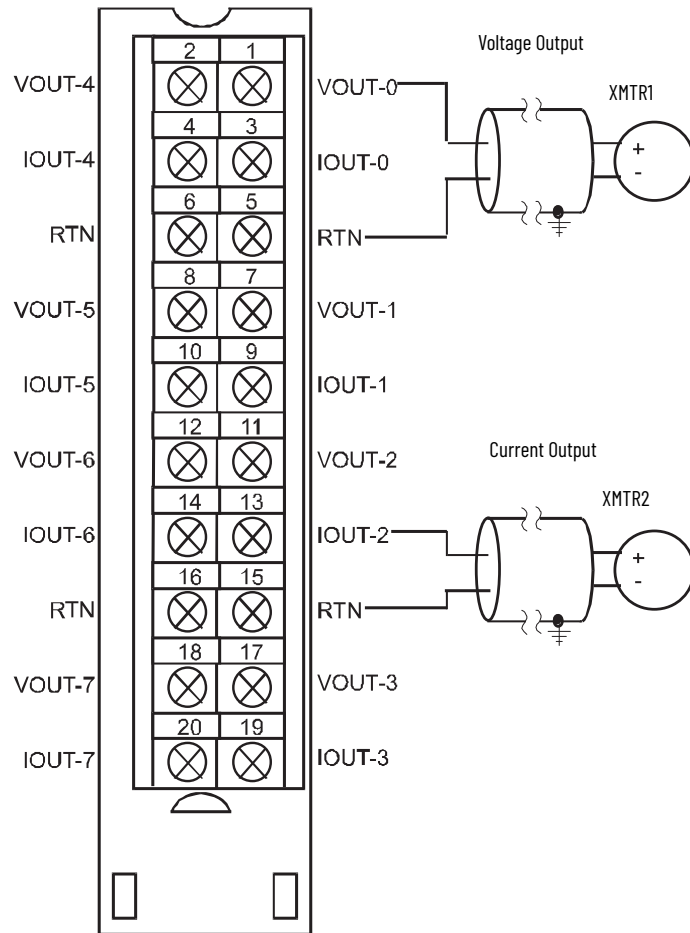 Voltage Output
XMTR1
+
-
VOUT-4 2 1 VOUT-0
IOUT-4 4 3 IOUT-0
RTN 6 5 RTN
VOUT-5 8 7 VOUT-1
IOUT-5 10 9 IOUT-1
VOUT-6 12 11 VOUT-2
Current Output
XMTR2
+
-
IOUT-6 14 13 IOUT-2
RTN 16 15 RTN
VOUT-7 18 17 VOUT-3
IOUT-7 20 19 IOUT-3